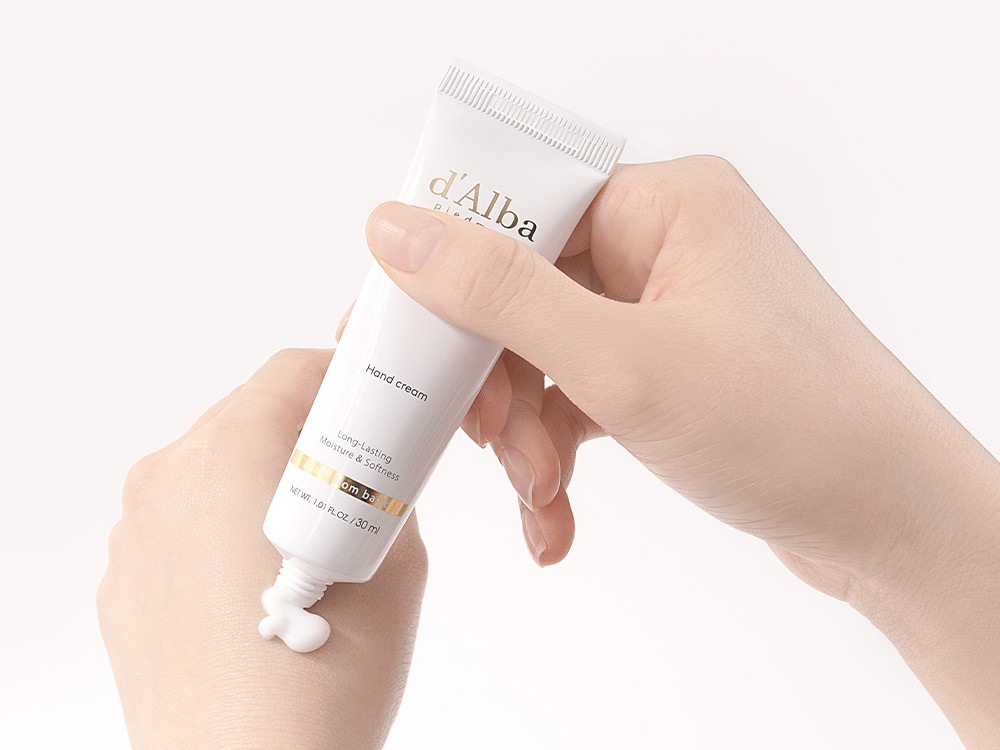 d'Alba
Hand cream
Long-Lasting
Moisture & Softness
NET WT. 1.01 FL.OZ. / 30 ml